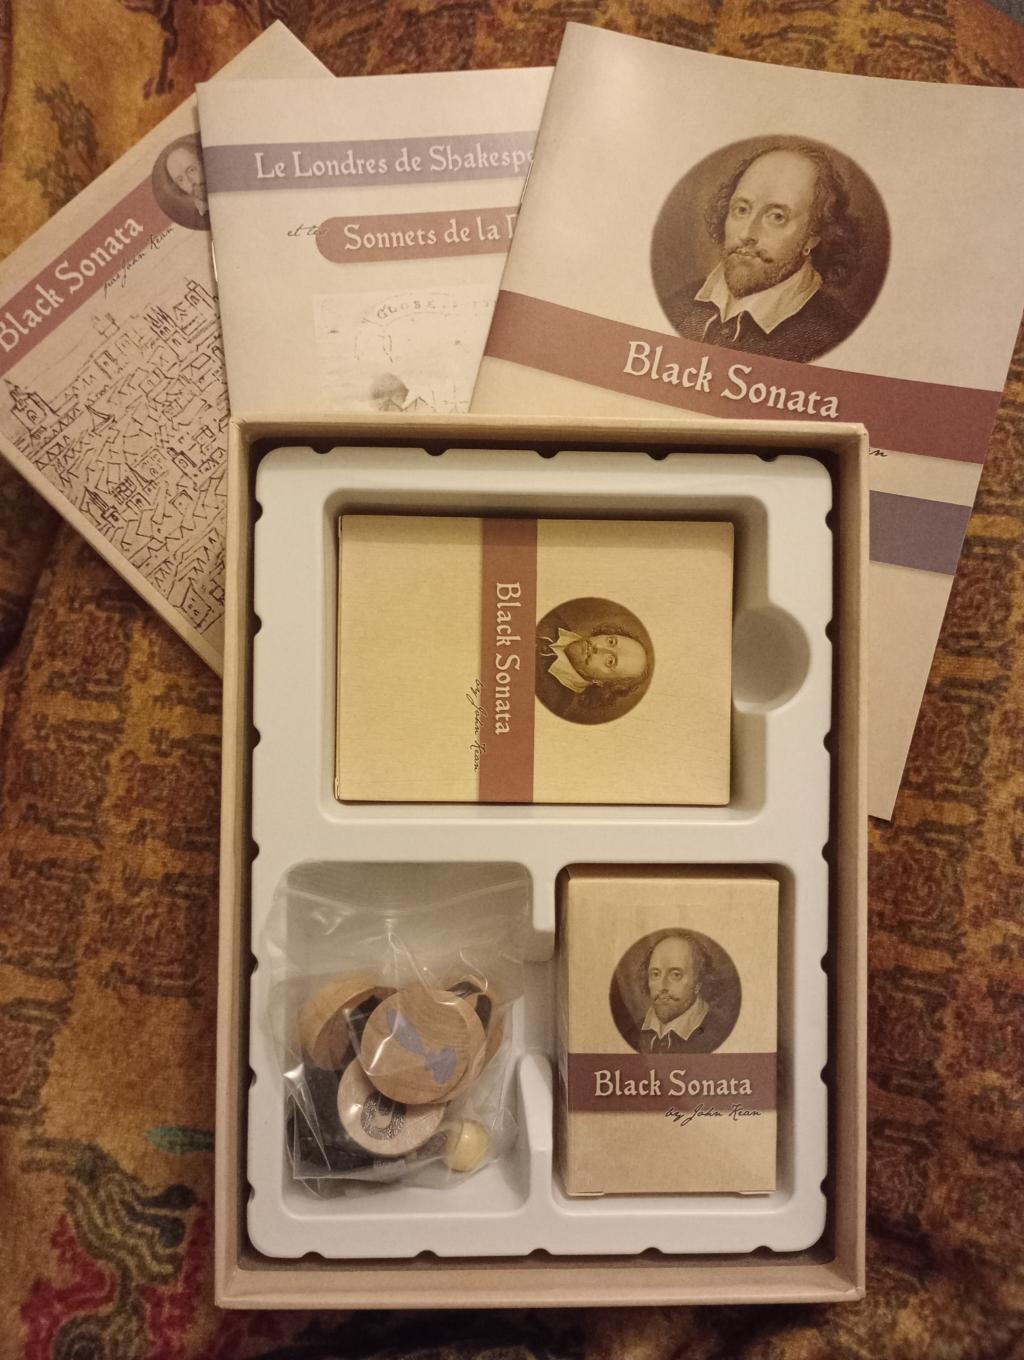 Black Sonata
par John Kean
Le Londres de Shakespe
et les
Sonnets de la D
GLOBE
Black Sonata
Black Sonata
by John Kean
Black Sonata
by John Kean